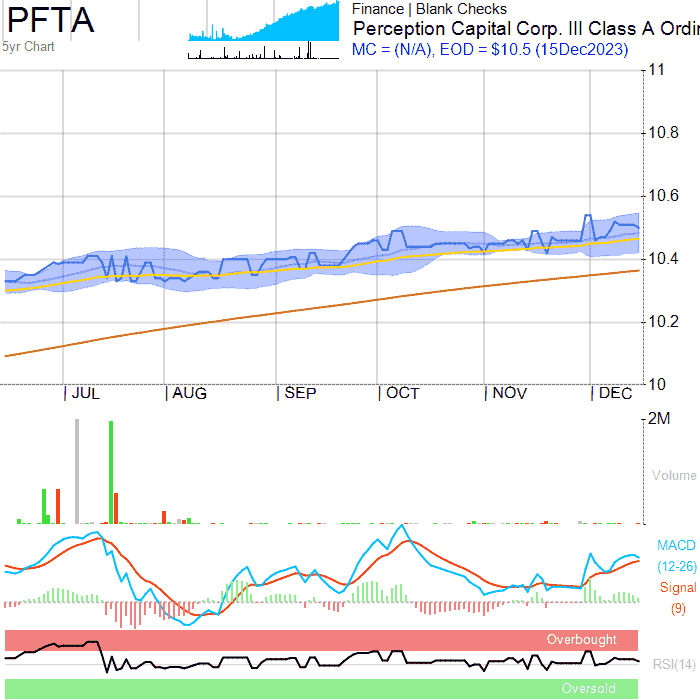 PFTA
5yr Chart
Finance | Blank Checks
Perception Capital Corp. III Class A Ordin
MC = (N/A), EOD = $10.5 (15Dec2023)
11
10.8
10.6
10.4
10.2
10
JUL
AUG
SEP
OCT
NOV
DEC
2M
Volume
MACD
(12-26)
Signal
(9)
Overbought
RSI(14)
Oversold